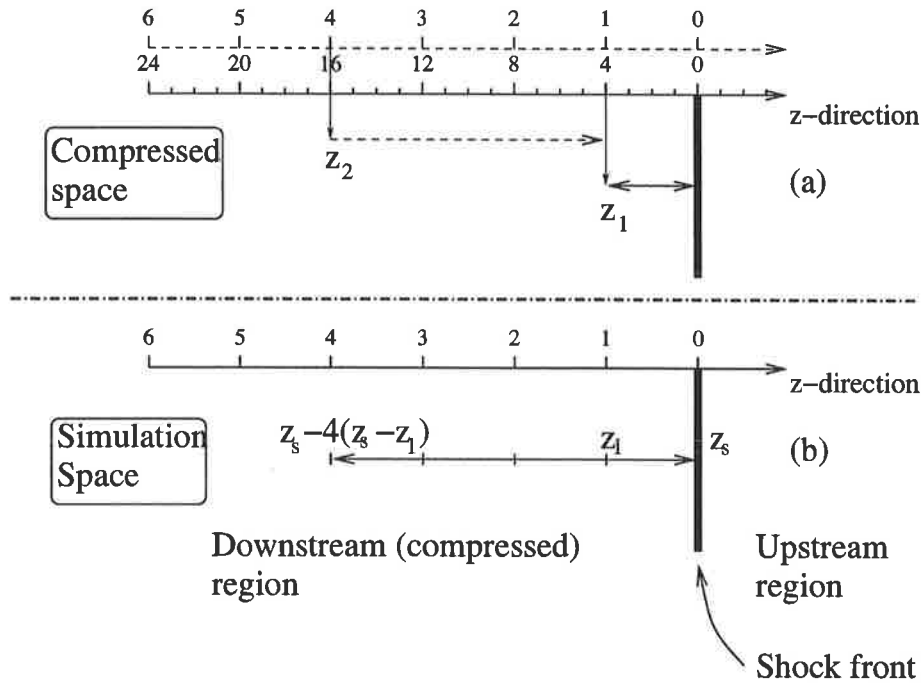 6 5 4 3 2 1 0
24 20 16 12 8 4 0
z-direction
Compressed
space
z2
z1
(a)
6 5 4 3 2 1 0
z-direction
Simulation
Space
zs-4(zs-z1)
z1
zs
(b)
Downstream (compressed)
region
Upstream
region
Shock front